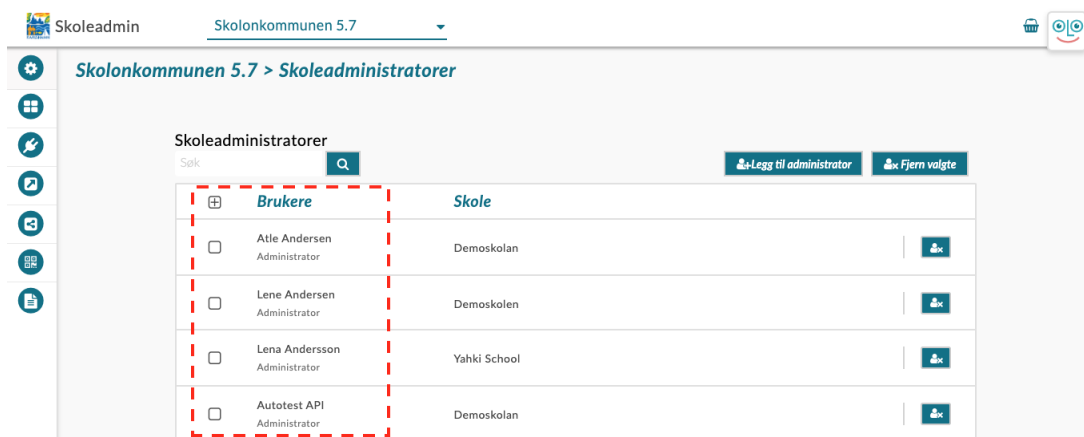 Skoleadmin
Skolonkommunen 5.7
Skolonkommunen 5.7 > Skoleadministratorer
Skoleadministratorer
Søk
Legg til administrator
Fjern valgte
Brukere Skole
Atle Andersen
Administrator
Demoskolan
Lene Andersen
Administrator
Demoskolen
Lena Andersson
Administrator
Yahki School
Autotest API
Administrator
Demoskolan